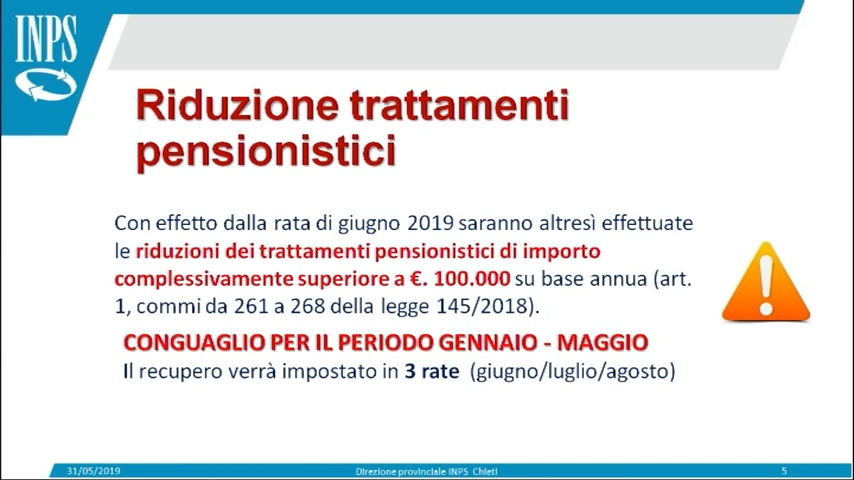 INPS
Riduzione trattamenti
pensionistici
Con effetto dalla rata di giugno 2019 saranno altresì effettuate
le riduzioni dei trattamenti pensionistici di importo
complessivamente superiore a €. 100.000 su base annua (art.
1, commi da 261 a 268 della legge 145/2018).
CONGUAGLIO PER IL PERIODO GENNAIO - MAGGIO
Il recupero verrà impostato in 3 rate (giugno/luglio/agosto)
31/05/2019
Direzione provinciale INPS Chieti
5